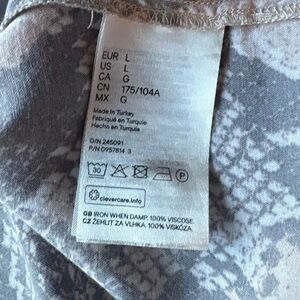 EUR L
US L
CA G
CN 175/104A
MX G
Made in Turkey
Fabriqué en Turquie
Hecho en Turquía
O/N 245091
P/N 0957814 3
30 P
clevercare.info
GB IRON WHEN DAMP. 100% VISCOSE.
CZ ŽEHLIT ZA VLHKA. 100% VISKÓZA.